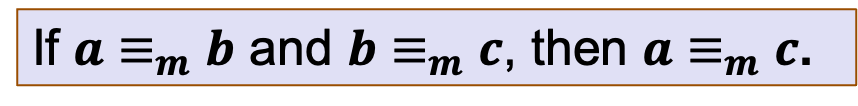 If a ≡ₘ b and b ≡ₘ c, then a ≡ₘ c.